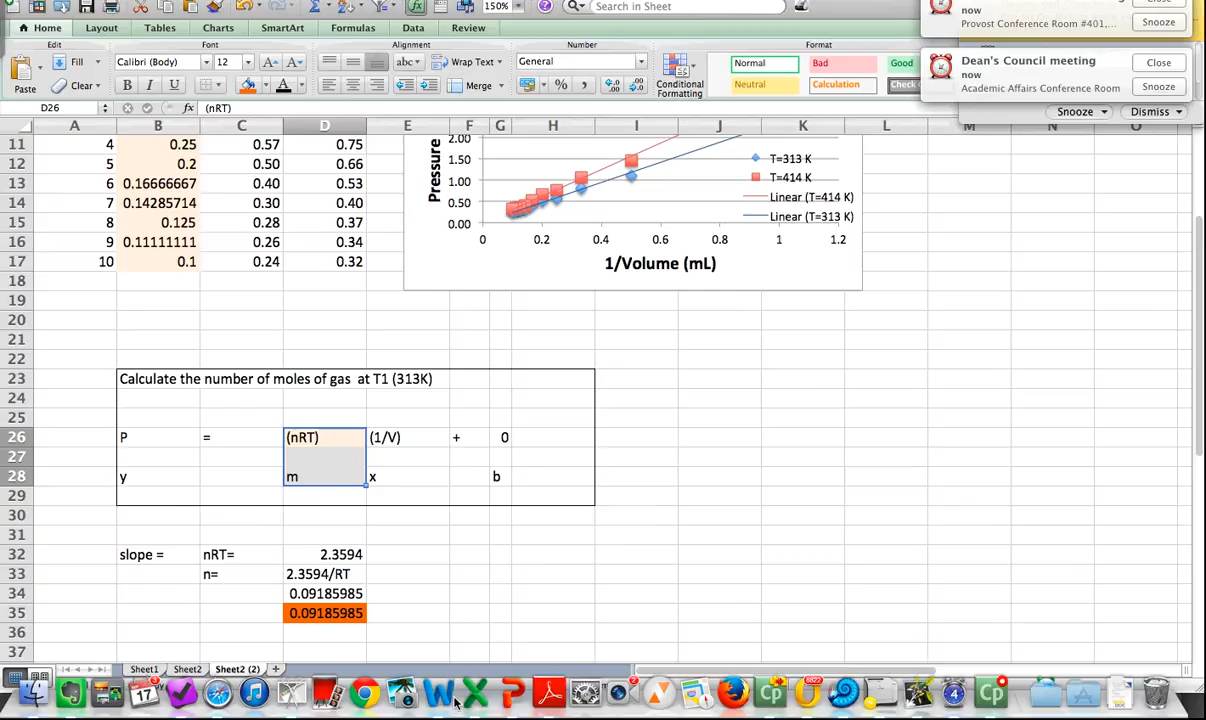 150%
Search in Sheet
now
Provost Conference Room #401,...
Close
Snooze
Dean's Council meeting
now
Academic Affairs Conference Room
Close
Snooze
Snooze
Dismiss
Home Layout Tables Charts SmartArt Formulas Data Review
Edit Font Alignment Number Format
Paste
Fill
Clear
Calibri (Body) 12
B I U
abc
Wrap Text
Merge
General
%
Conditional Formatting
Normal Bad Good
Neutral Calculation Check
D26 fx (nRT)
A B C D E F G H I J K L M N O
11 4 0.25 0.57 0.75
12 5 0.2 0.50 0.66
13 6 0.16666667 0.40 0.53
14 7 0.14285714 0.30 0.40
15 8 0.125 0.28 0.37
16 9 0.11111111 0.26 0.34
17 10 0.1 0.24 0.32
18
19
20
21
22
Pressure
2.00
1.50
1.00
0.50
0.00
0 0.2 0.4 0.6 0.8 1 1.2
1/Volume (mL)
T=313 K
T=414 K
Linear (T=414 K)
Linear (T=313 K)
23 Calculate the number of moles of gas at T1 (313K)
24
25
26 P = (nRT) (1/V) + 0
27
28 y m x b
29
30
31
32 slope = nRT= 2.3594
33 n= 2.3594/RT
34 0.09185985
35 0.09185985
36
37
Sheet1 Sheet2 Sheet2 (2) +